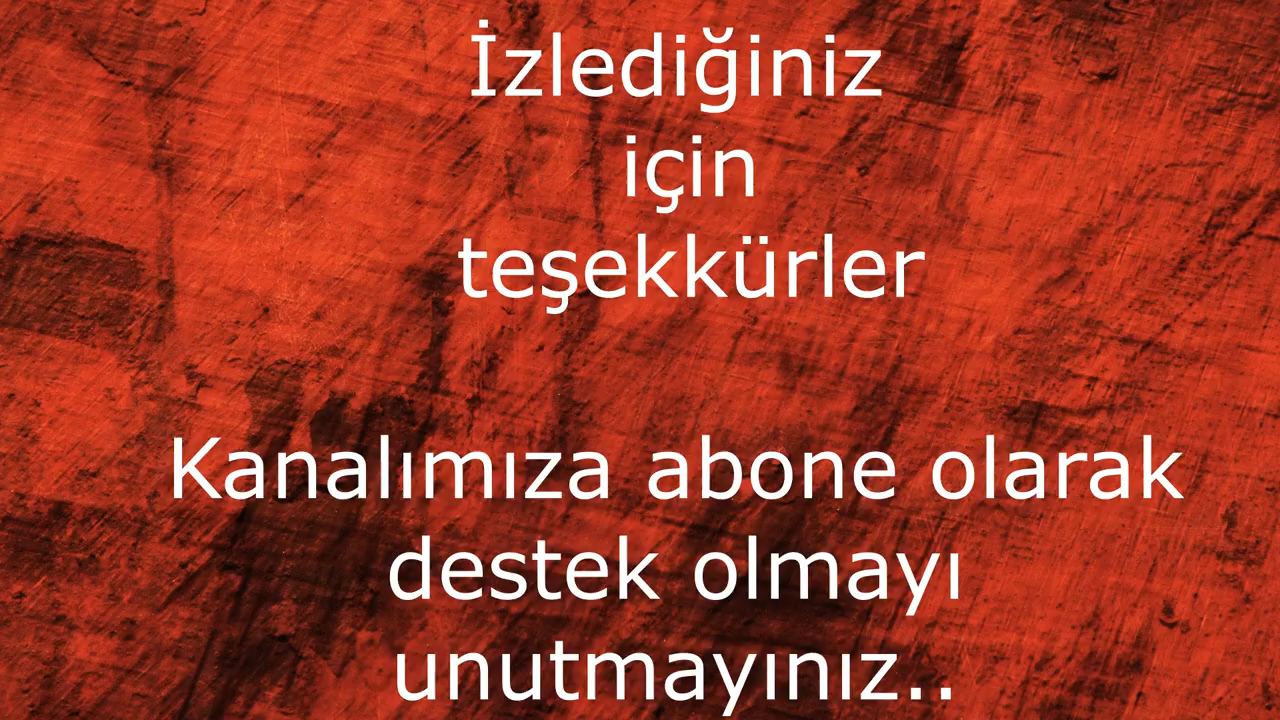 İzlediğiniz
için
teşekkürler
Kanalımıza abone olarak
destek olmayı
unutmayınız..